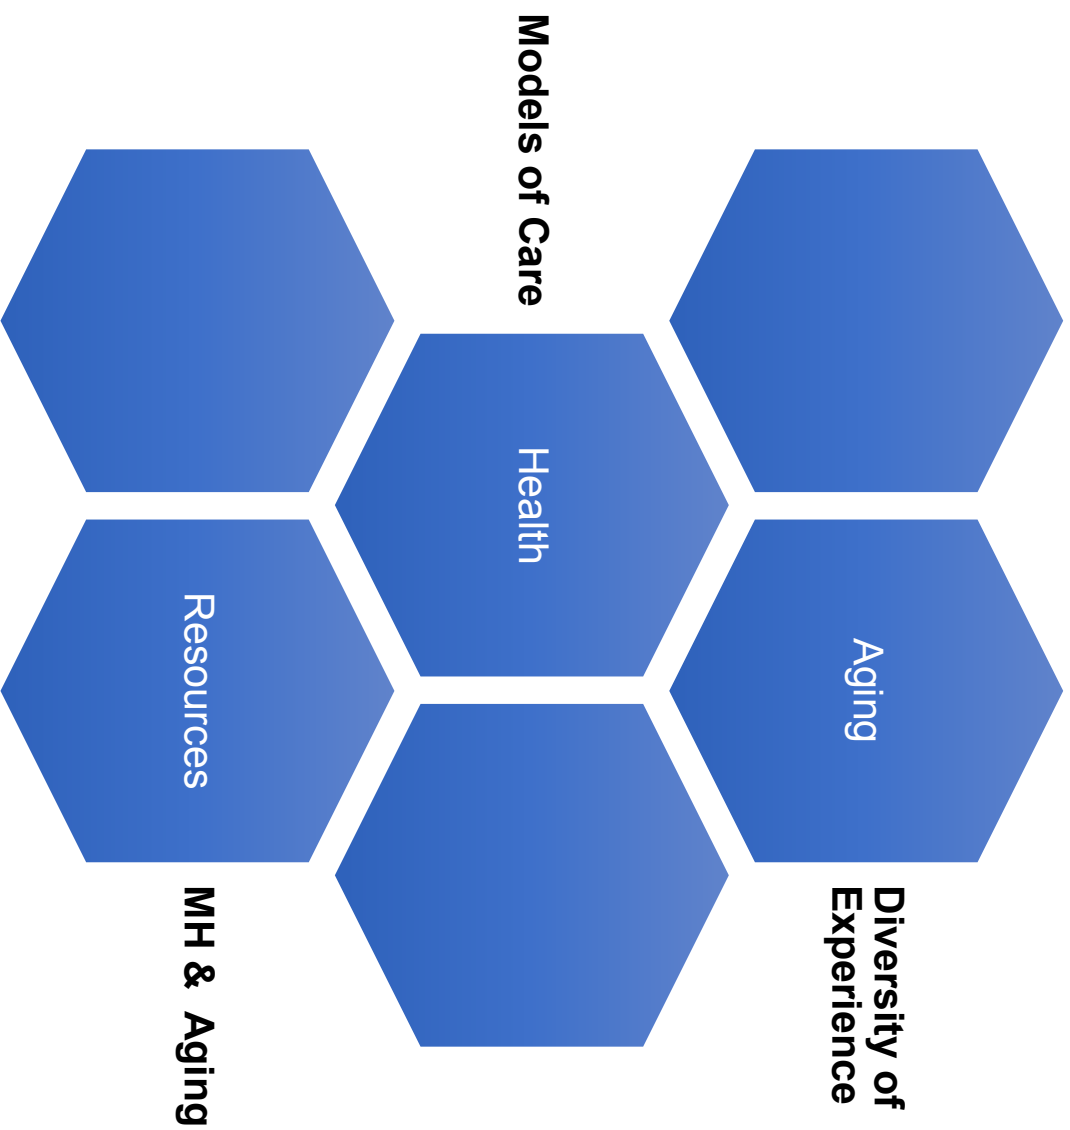 Aging
Diversity of
Experience
Models of Care
Health
Resources
MH &  Aging